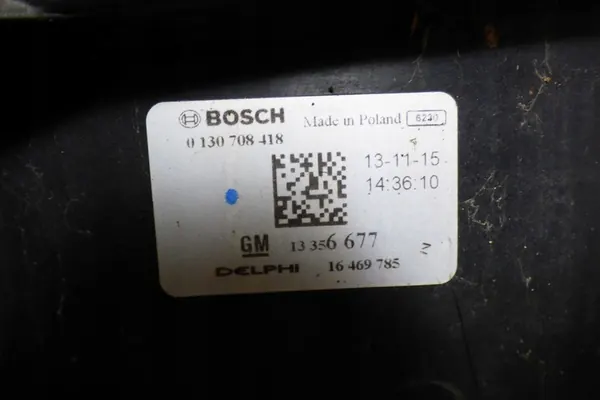 BOSCH Made in Poland 6230
0 130 708 418
13-11-15
14:36:10
GM 13 356 677
DELPHI 16 469 785
N